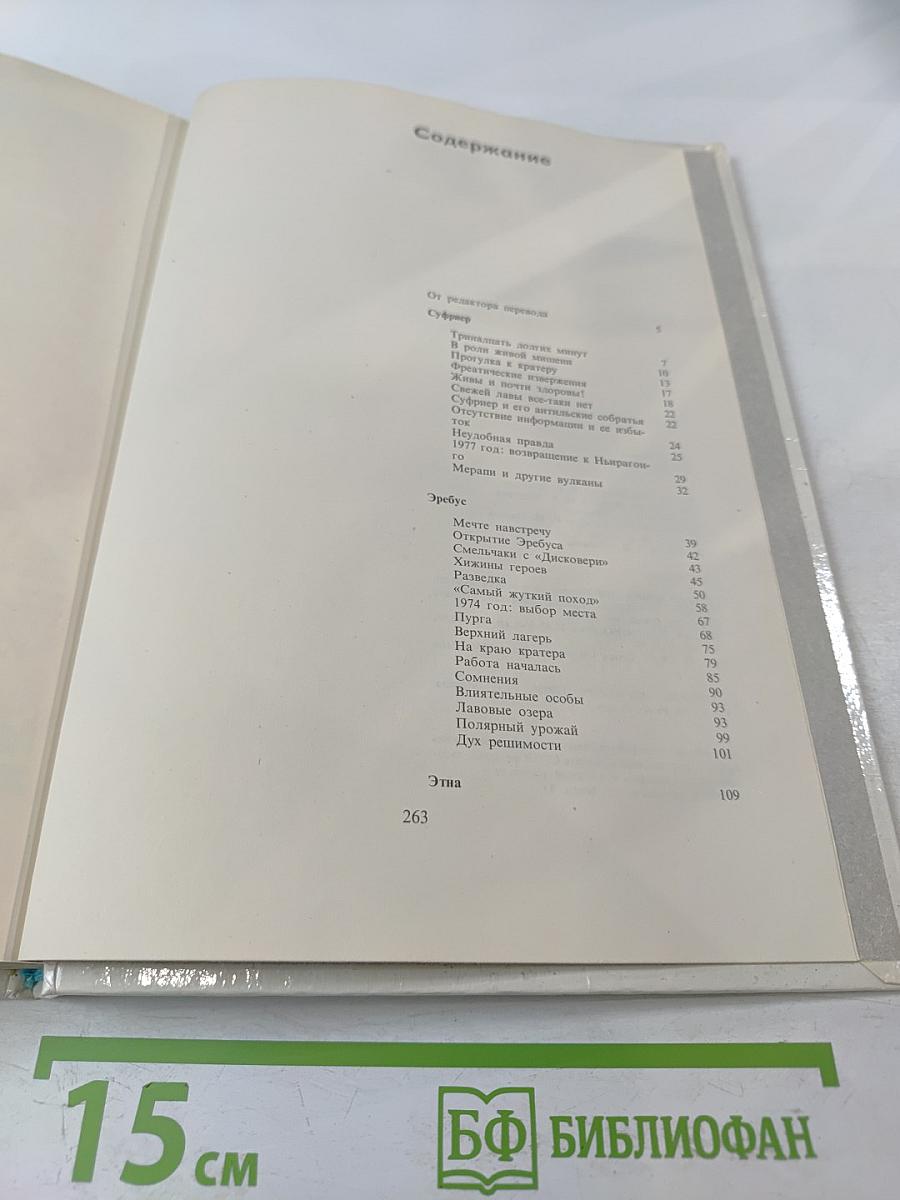 Содержание
От редактора перевода 5
Суфриер
Тринадцать долгих минут 7
В роли живой мишени 10
Прогулка к кратеру 13
Фреатические извержения 17
Живы и почти здоровы! 18
Свежей лавы все-таки нет 22
Суфриер и его антильские собратья 22
Отсутствие информации и ее избы-
ток 24
Неудобная правда 25
1977 год: возвращение к Ньирагон-
го 29
Мерапи и другие вулканы 32
Эребус
Мечте навстречу 39
Открытие Эребуса 42
Смельчаки с «Дисковери» 43
Хижины героев 45
Разведка 50
«Самый жуткий поход» 58
1974 год: выбор места 67
Пурга 68
Верхний лагерь 75
На краю кратера 79
Работа началась 85
Сомнения 90
Влиятельные особы 93
Лавовые озера 93
Полярный урожай 99
Дух решимости 101
Этна 109
263
15 см
БФ БИБЛИОФАН